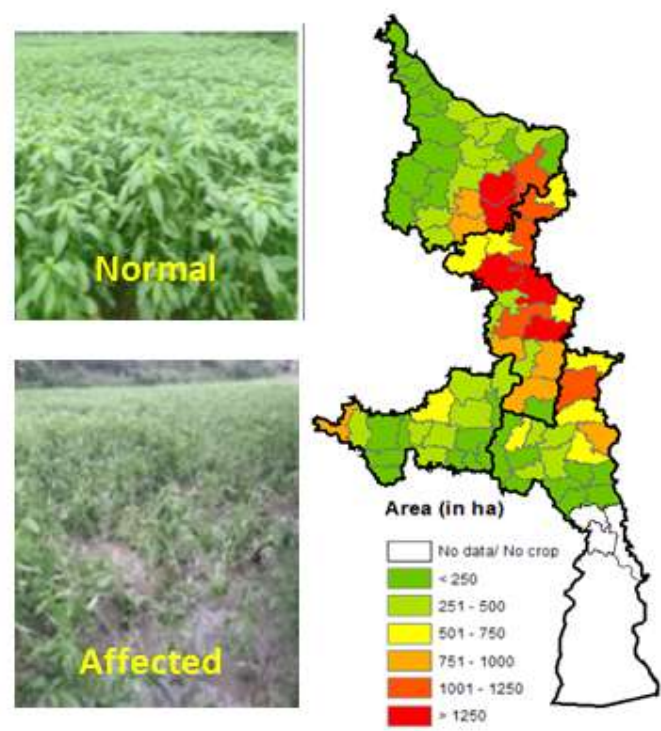 Normal
Affected
Area (in ha)
No data/ No crop
< 250
251 - 500
501 - 750
751 - 1000
1001 - 1250
> 1250